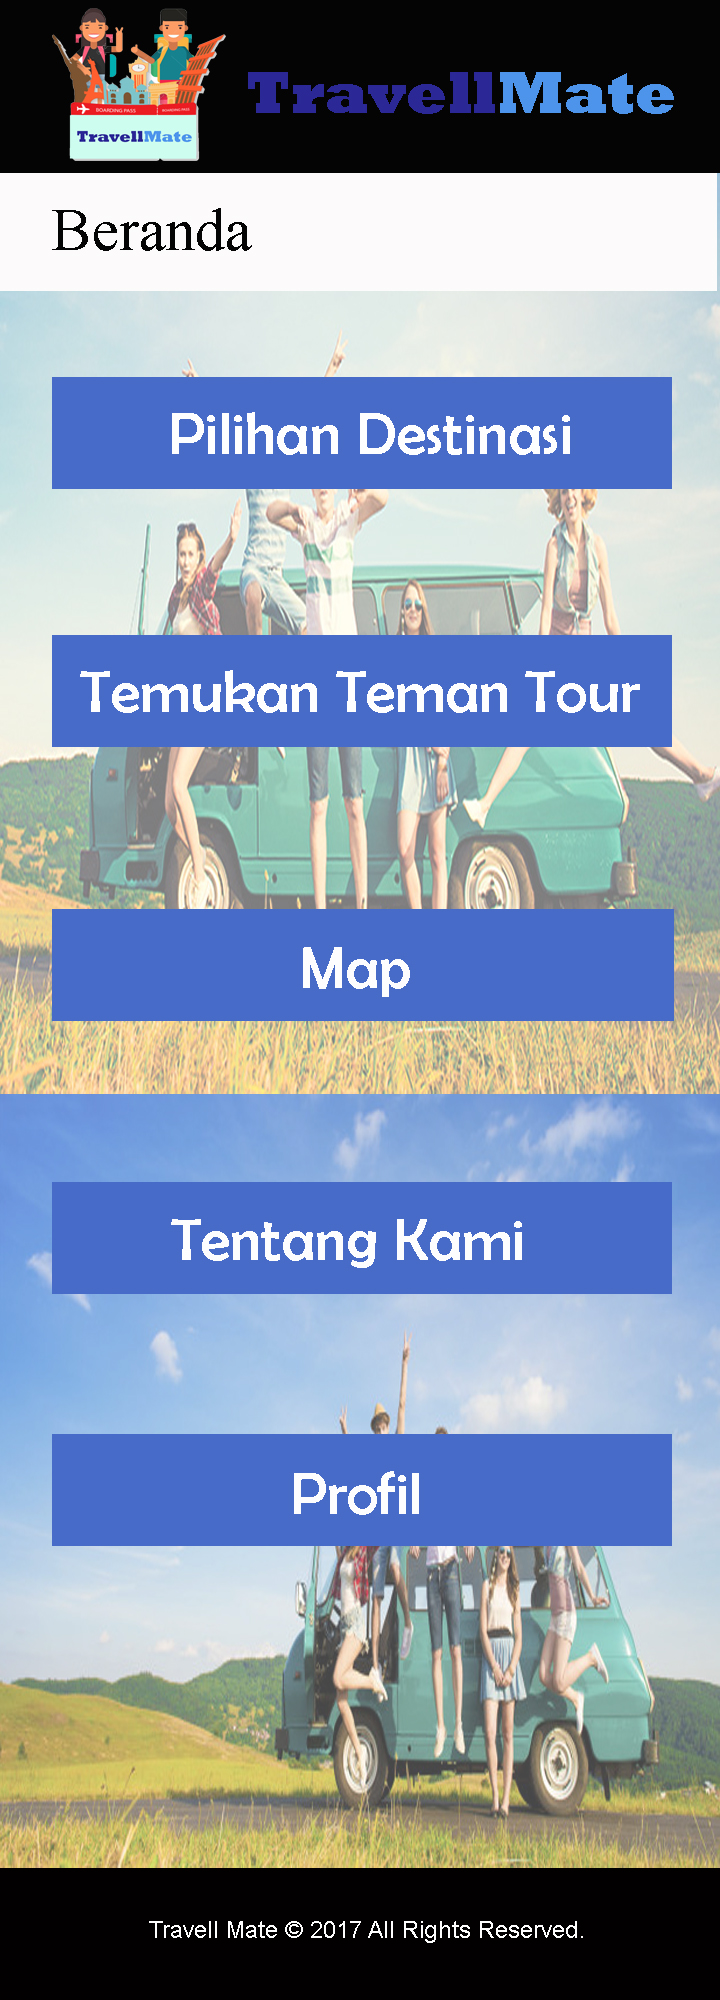 BOARDING PASS BOARDING PASS
TravellMate
TravellMate
Beranda
Pilihan Destinasi
Temukan Teman Tour
Map
Tentang Kami
Profil
Travell Mate © 2017 All Rights Reserved.